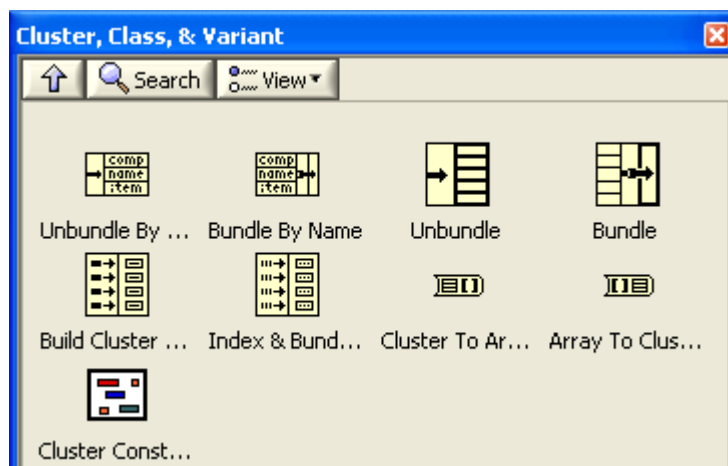 Cluster, Class, & Variant
Search View
comp comp
name name
item item
Unbundle By ... Bundle By Name Unbundle Bundle
Build Cluster ... Index & Bund... Cluster To Ar... Array To Clus...
Cluster Const...